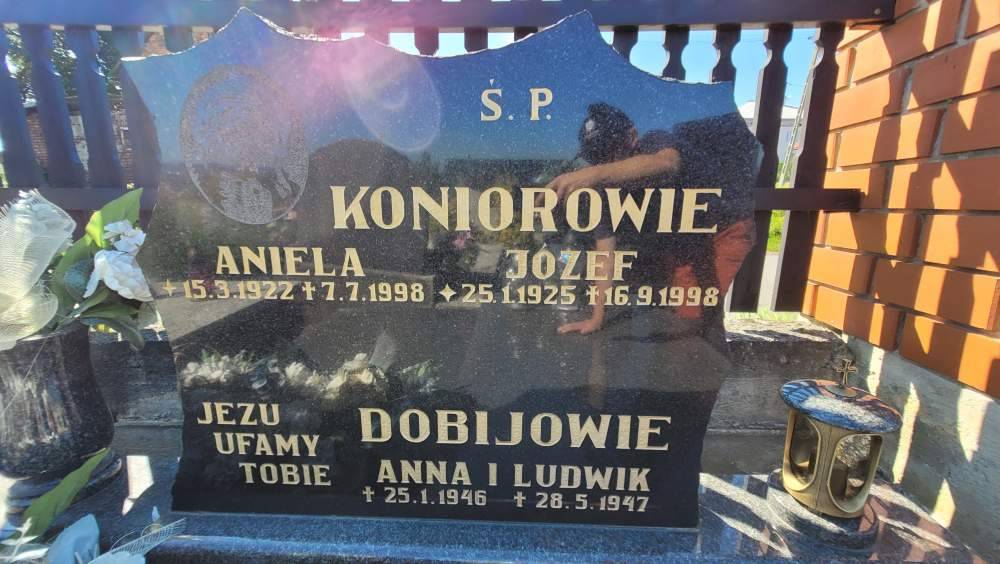 Ś. P.
KONIOROWIE
ANIELA JÓZEF
+ 15.3.1922 + 7.7.1998 ✦ 25.1.1925 + 16.9.1998
JEZU
UFAMY
TOBIE
DOBIJOWIE
ANNA I LUDWIK
+ 25.1.1946 + 28.5.1947